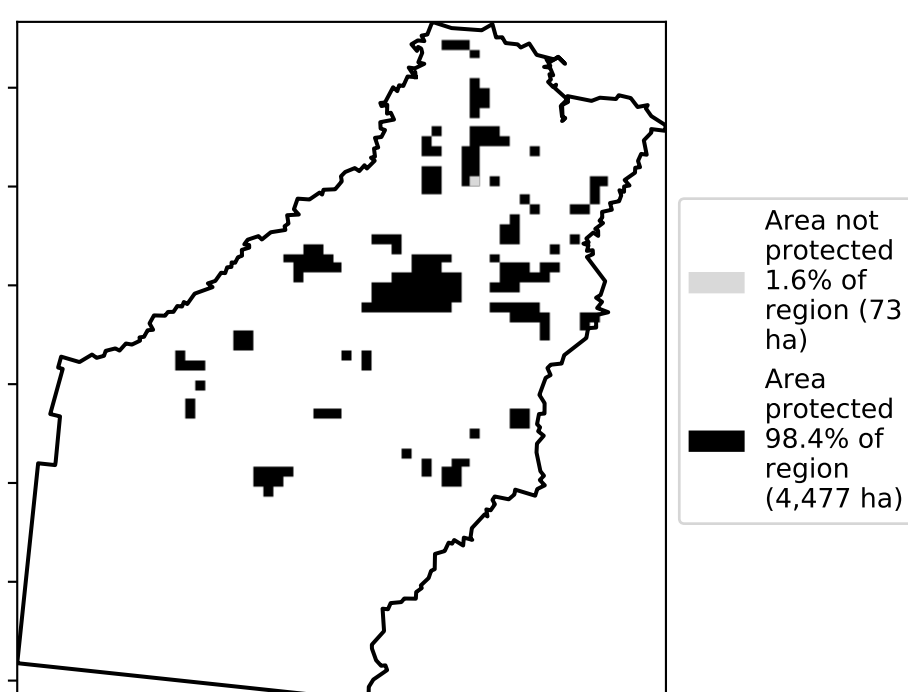 Area not
protected
1.6% of
region (73
ha)
Area
protected
98.4% of
region
(4,477 ha)